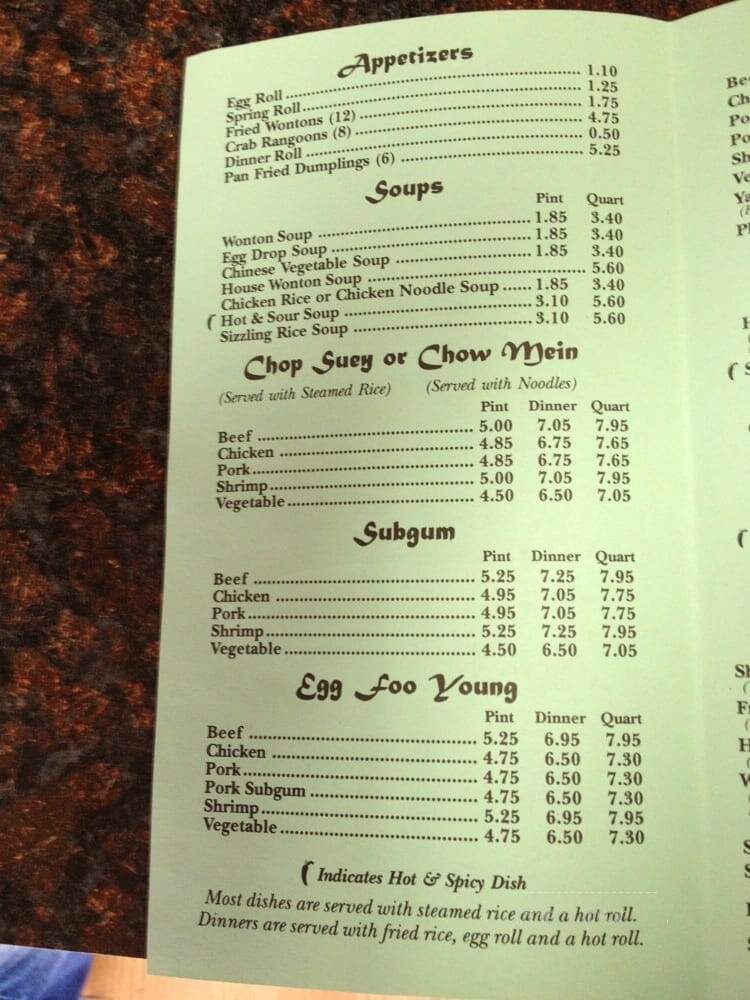 Appetizers
Egg Roll 1.10
Spring Roll 1.25
Fried Wontons (12) 1.75
Crab Rangoons (8) 4.75
Dinner Roll 0.50
Pan Fried Dumplings (6) 5.25
Soups
Pint Quart
Wonton Soup 1.85 3.40
Egg Drop Soup 1.85 3.40
Chinese Vegetable Soup 1.85 3.40
House Wonton Soup 5.60
Chicken Rice or Chicken Noodle Soup 1.85 3.40
Hot & Sour Soup 3.10 5.60
Sizzling Rice Soup 3.10 5.60
Chop Suey or Chow Mein
(Served with Steamed Rice) (Served with Noodles)
Pint Dinner Quart
Beef 5.00 7.05 7.95
Chicken 4.85 6.75 7.65
Pork 4.85 6.75 7.65
Shrimp 5.00 7.05 7.95
Vegetable 4.50 6.50 7.05
Subgum
Pint Dinner Quart
Beef 5.25 7.25 7.95
Chicken 4.95 7.05 7.75
Pork 4.95 7.05 7.75
Shrimp 5.25 7.25 7.95
Vegetable 4.50 6.50 7.05
Egg Foo Young
Pint Dinner Quart
Beef 5.25 6.95 7.95
Chicken 4.75 6.50 7.30
Pork 4.75 6.50 7.30
Pork Subgum 4.75 6.50 7.30
Shrimp 5.25 6.95 7.95
Vegetable 4.75 6.50 7.30
Indicates Hot & Spicy Dish
Most dishes are served with steamed rice and a hot roll.
Dinners are served with fried rice, egg roll and a hot roll.